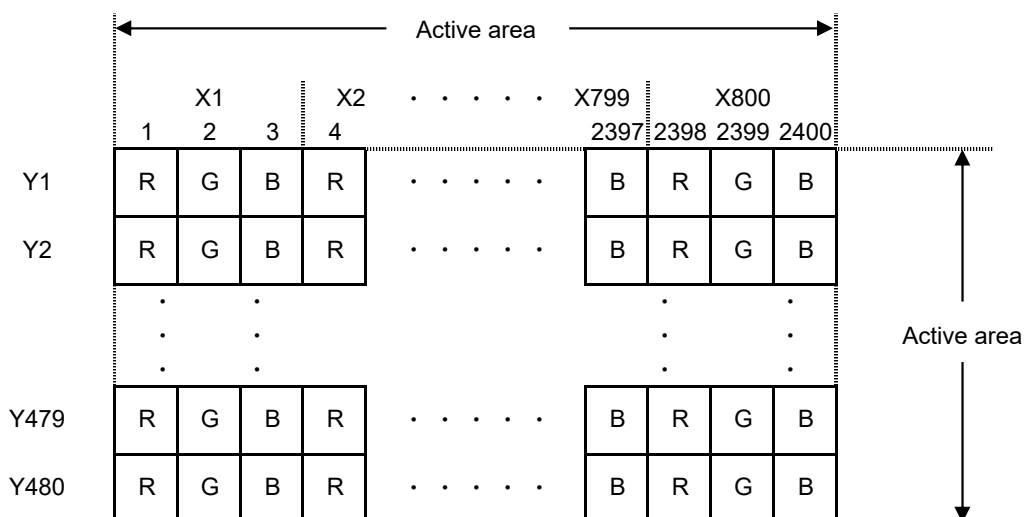 Active area
X1 X2 · · · · · X799 X800
1 2 3 4 2397 2398 2399 2400
Y1 R G B R · · · · · B R G B
Y2 R G B R · · · · · B R G B
· · · ·
· · · · Active area
· · · ·
Y479 R G B R · · · · · B R G B
Y480 R G B R · · · · · B R G B